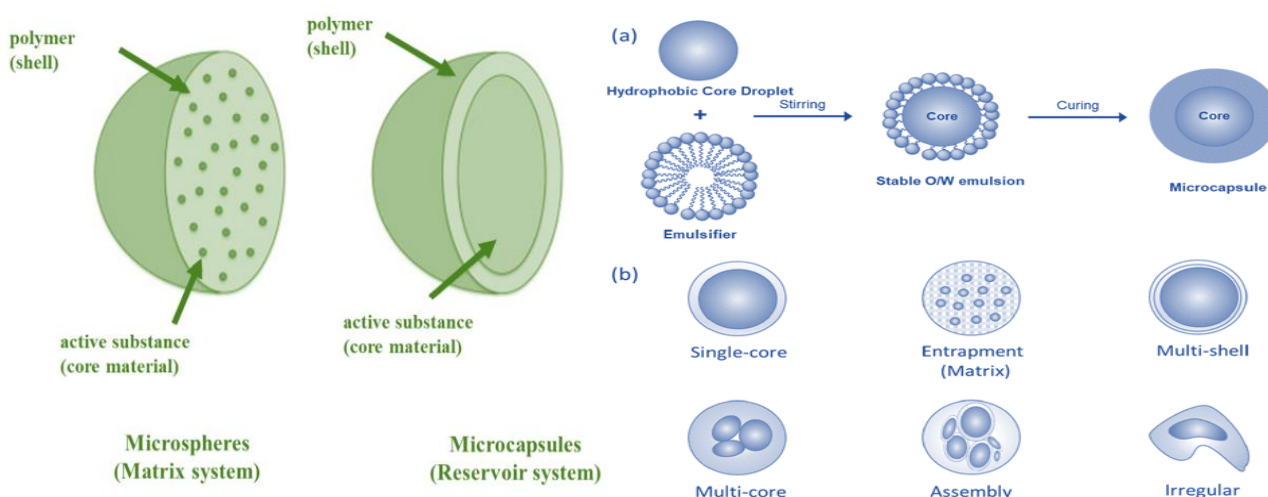 polymer
(shell)
active substance
(core material)
Microspheres
(Matrix system)
polymer
(shell)
active substance
(core material)
Microcapsules
(Reservoir system)
(a)
Hydrophobic Core Droplet
+
Emulsifier
Stirring
Core
Stable O/W emulsion
Curing
Core
Microcapsule
(b)
Single-core
Entrapment
(Matrix)
Multi-shell
Multi-core
Assembly
Irregular